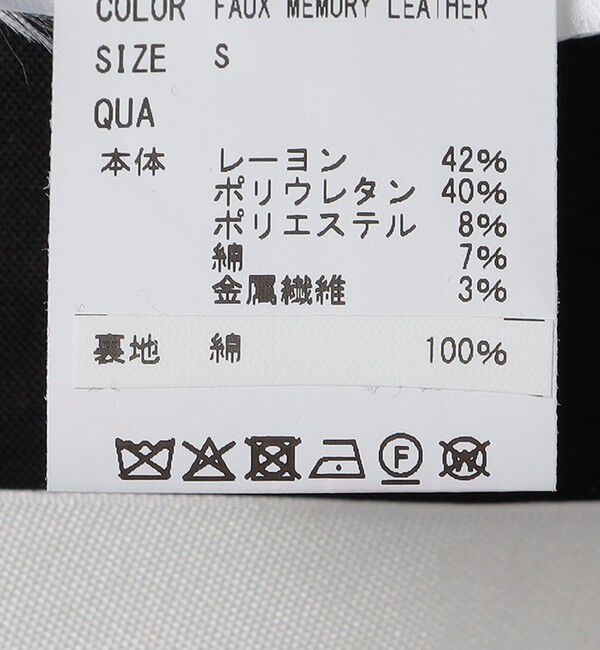 COLOR FAUX MEMORY LEATHER
SIZE S
QUA
本体 レーヨン 42%
ポリウレタン 40%
ポリエステル 8%
綿 7%
金属繊維 3%
裏地 綿 100%
F
W